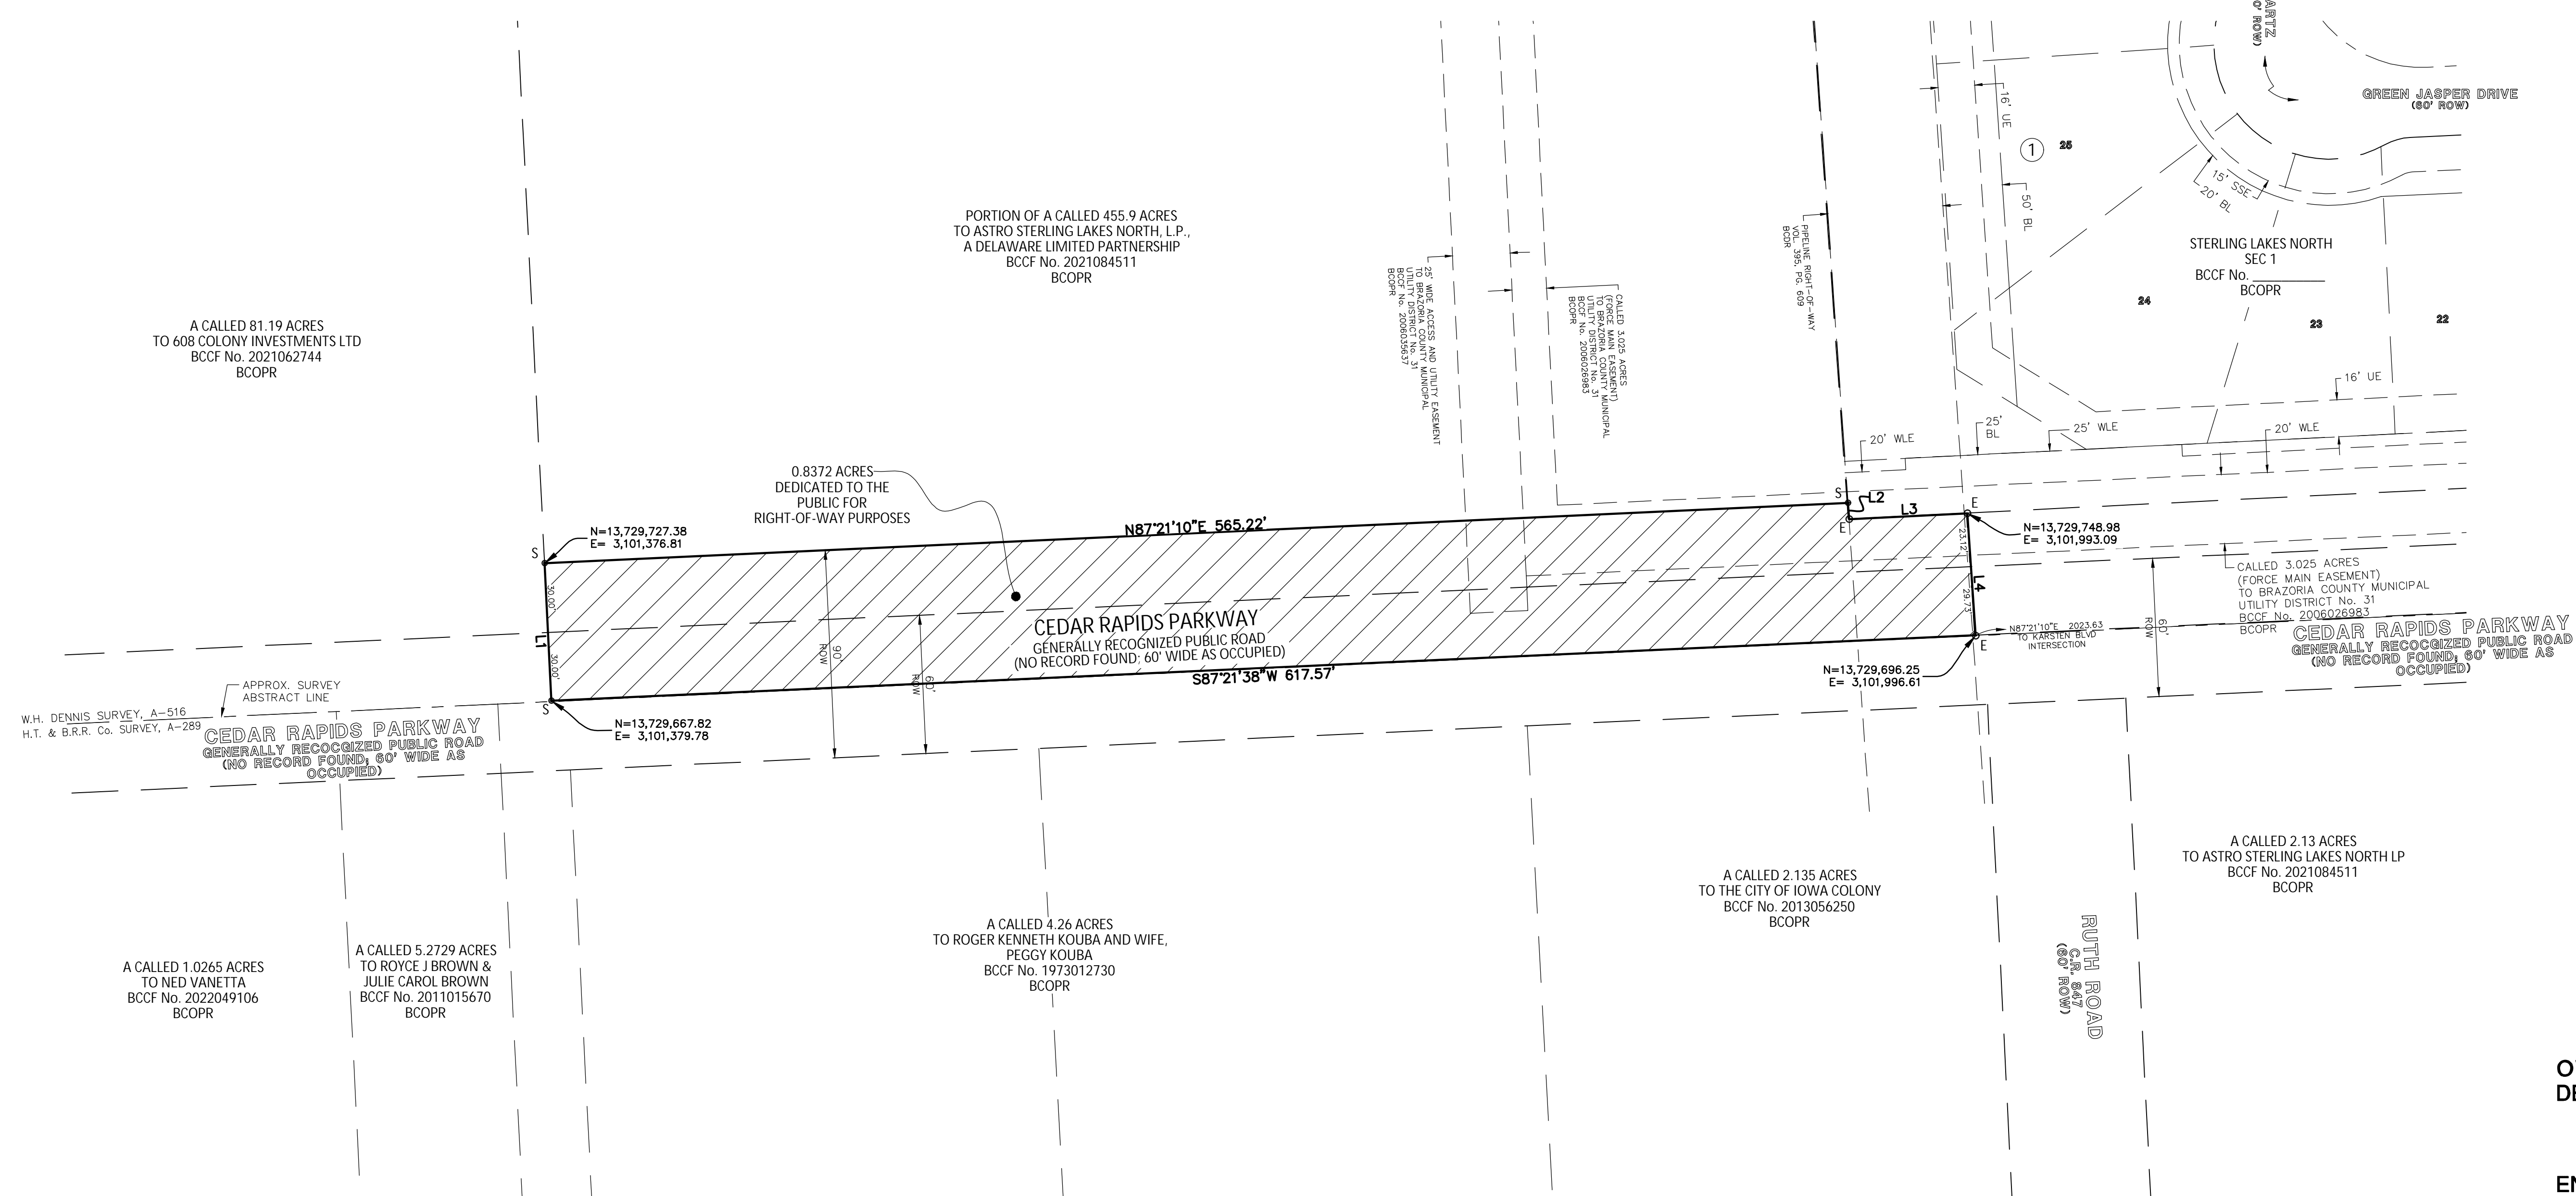 ARTZ
0' ROW)
GREEN JASPER DRIVE
(60' ROW)
16' UE
1
25
50' BL
15' SSE
20' BL
STERLING LAKES NORTH
SEC 1
BCCF No. __________
BCOPR
24
23
22
16' UE
PORTION OF A CALLED 455.9 ACRES
TO ASTRO STERLING LAKES NORTH, L.P.,
A DELAWARE LIMITED PARTNERSHIP
BCCF No. 2021084511
BCOPR
A CALLED 81.19 ACRES
TO 608 COLONY INVESTMENTS LTD
BCCF No. 2021062744
BCOPR
25' WIDE ACCESS AND UTILITY EASEMENT
TO BRAZORIA COUNTY MUNICIPAL
UTILITY DISTRICT No. 31
BCCF No. 2006035637
BCOPR
CALLED 3.025 ACRES
(FORCE MAIN EASEMENT)
TO BRAZORIA COUNTY MUNICIPAL
UTILITY DISTRICT No. 31
BCCF No. 2006026983
BCOPR
PIPELINE RIGHT-OF-WAY
VOL. 395, PG. 609
BCDR
20' WLE
25'
BL
25' WLE
20' WLE
0.8372 ACRES
DEDICATED TO THE
PUBLIC FOR
RIGHT-OF-WAY PURPOSES
N=13,729,727.38
E= 3,101,376.81
S
N87°21'10"E 565.22'
S
L2
E
L3
E
N=13,729,748.98
E= 3,101,993.09
23.12'
L4
29.73'
30.00'
L1
30.00'
CEDAR RAPIDS PARKWAY
GENERALLY RECOGNIZED PUBLIC ROAD
(NO RECORD FOUND; 60' WIDE AS OCCUPIED)
90'
ROW
60'
ROW
S87°21'38"W 617.57'
N=13,729,696.25
E= 3,101,996.61
E
N87°21'10"E 2023.63
TO KARSTEN BLVD
INTERSECTION
60'
ROW
CALLED 3.025 ACRES
(FORCE MAIN EASEMENT)
TO BRAZORIA COUNTY MUNICIPAL
UTILITY DISTRICT No. 31
BCCF No. 2006026983
BCOPR
CEDAR RAPIDS PARKWAY
GENERALLY RECOCGIZED PUBLIC ROAD
(NO RECORD FOUND; 60' WIDE AS
OCCUPIED)
APPROX. SURVEY
ABSTRACT LINE
W.H. DENNIS SURVEY, A-516
H.T. & B.R.R. Co. SURVEY, A-289
CEDAR RAPIDS PARKWAY
GENERALLY RECOCGIZED PUBLIC ROAD
(NO RECORD FOUND; 60' WIDE AS
OCCUPIED)
S
N=13,729,667.82
E= 3,101,379.78
A CALLED 1.0265 ACRES
TO NED VANETTA
BCCF No. 2022049106
BCOPR
A CALLED 5.2729 ACRES
TO ROYCE J BROWN &
JULIE CAROL BROWN
BCCF No. 2011015670
BCOPR
A CALLED 4.26 ACRES
TO ROGER KENNETH KOUBA AND WIFE,
PEGGY KOUBA
BCCF No. 1973012730
BCOPR
A CALLED 2.135 ACRES
TO THE CITY OF IOWA COLONY
BCCF No. 2013056250
BCOPR
RUTH ROAD
C.R. 847
(60' ROW)
A CALLED 2.13 ACRES
TO ASTRO STERLING LAKES NORTH LP
BCCF No. 2021084511
BCOPR